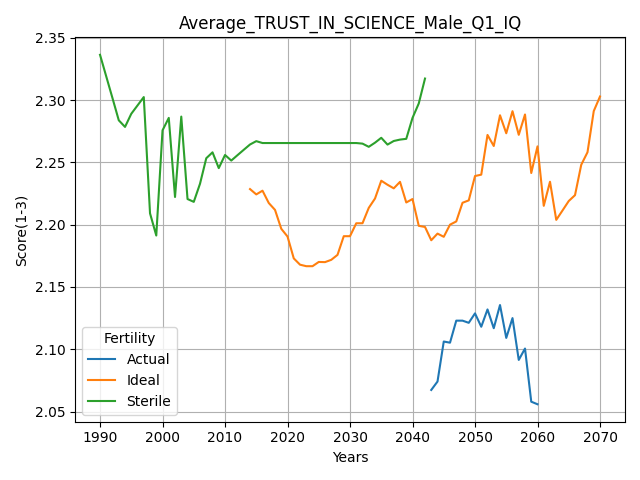 Average_TRUST_IN_SCIENCE_Male_Q1_IQ
Score(1-3)
2.35
2.30
2.25
2.20
2.15
2.10
2.05
Fertility
Actual
Ideal
Sterile
1990 2000 2010 2020 2030 2040 2050 2060 2070
Years